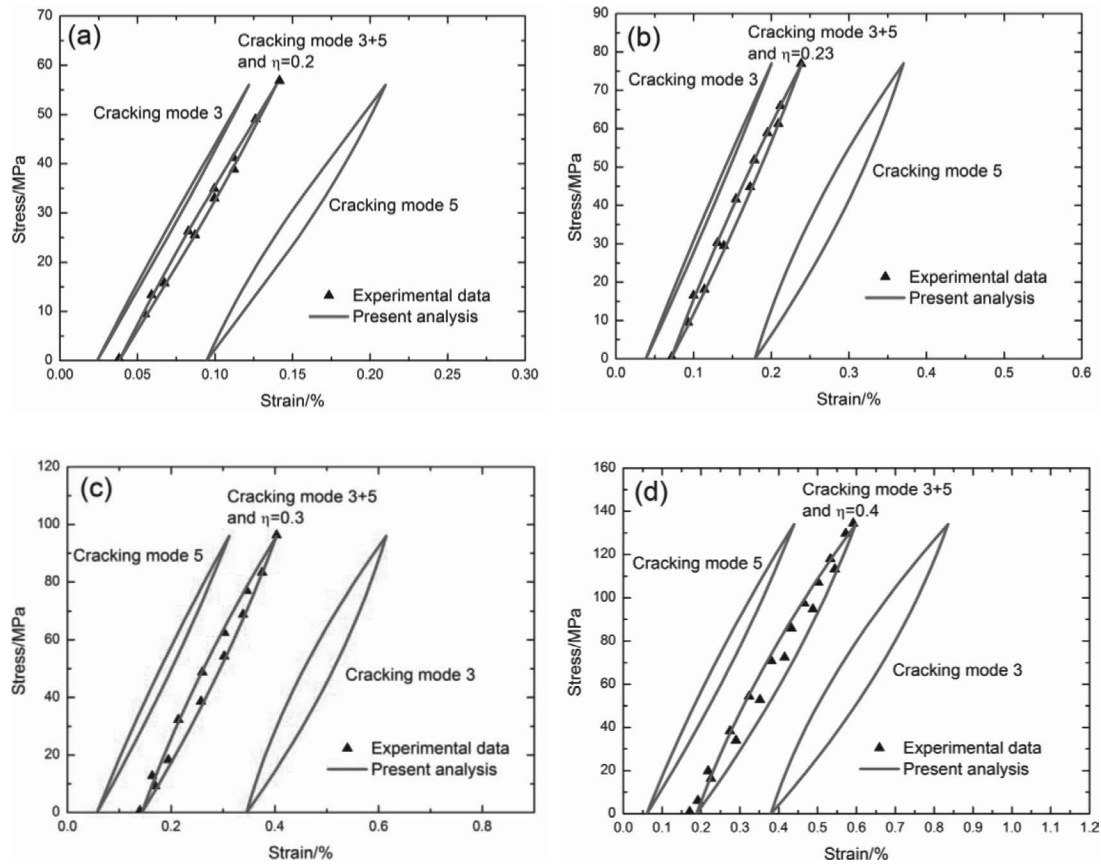 (a)
Cracking mode 3+5
and η=0.2
Cracking mode 3
Cracking mode 5
Experimental data
Present analysis
Stress/MPa
70
60
50
40
30
20
10
0
0.00 0.05 0.10 0.15 0.20 0.25 0.30
Strain/%
(b)
Cracking mode 3+5
and η=0.23
Cracking mode 3
Cracking mode 5
Experimental data
Present analysis
Stress/MPa
90
80
70
60
50
40
30
20
10
0
0.0 0.1 0.2 0.3 0.4 0.5 0.6
Strain/%
(c)
Cracking mode 3+5
and η=0.3
Cracking mode 5
Cracking mode 3
Experimental data
Present analysis
Stress/MPa
120
100
80
60
40
20
0
0.0 0.2 0.4 0.6 0.8
Strain/%
(d)
Cracking mode 3+5
and η=0.4
Cracking mode 5
Cracking mode 3
Experimental data
Present analysis
Stress/MPa
160
140
120
100
80
60
40
20
0
0.0 0.1 0.2 0.3 0.4 0.5 0.6 0.7 0.8 0.9 1.0 1.1 1.2
Strain/%